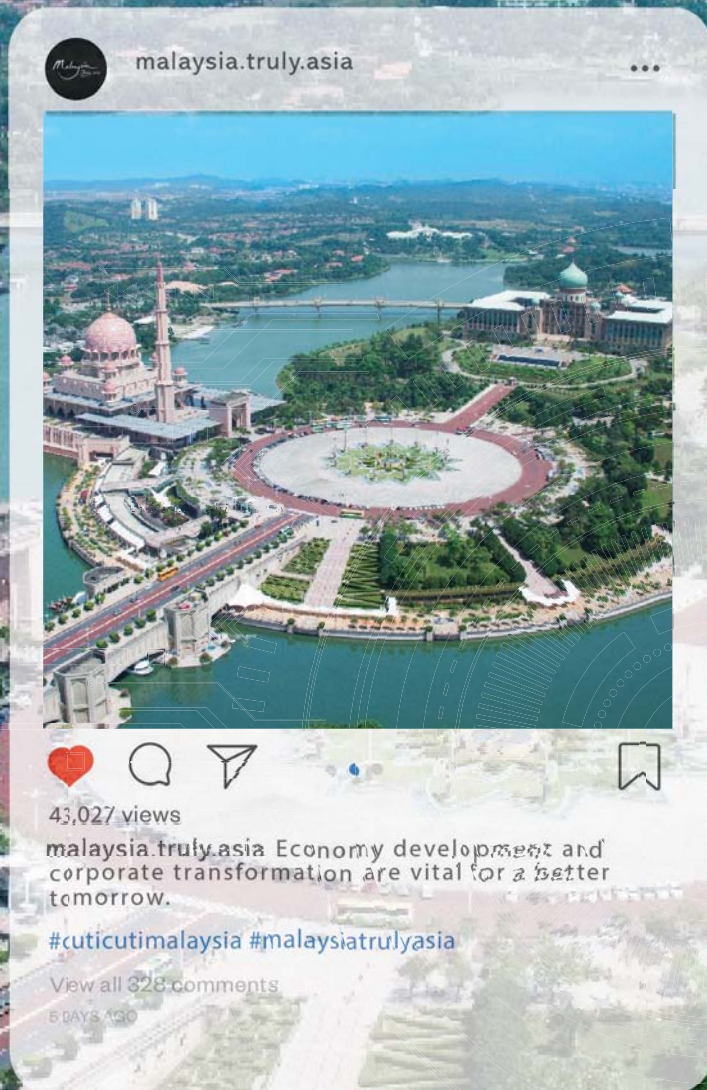 Malaysia
malaysia.truly.asia
43,027 views
malaysia.truly.asia Economy development and
corporate transformation are vital for a better
tomorrow.
#cuticutimalaysia #malaysiatrulyasia
View all 328 comments
5 DAYS AGO